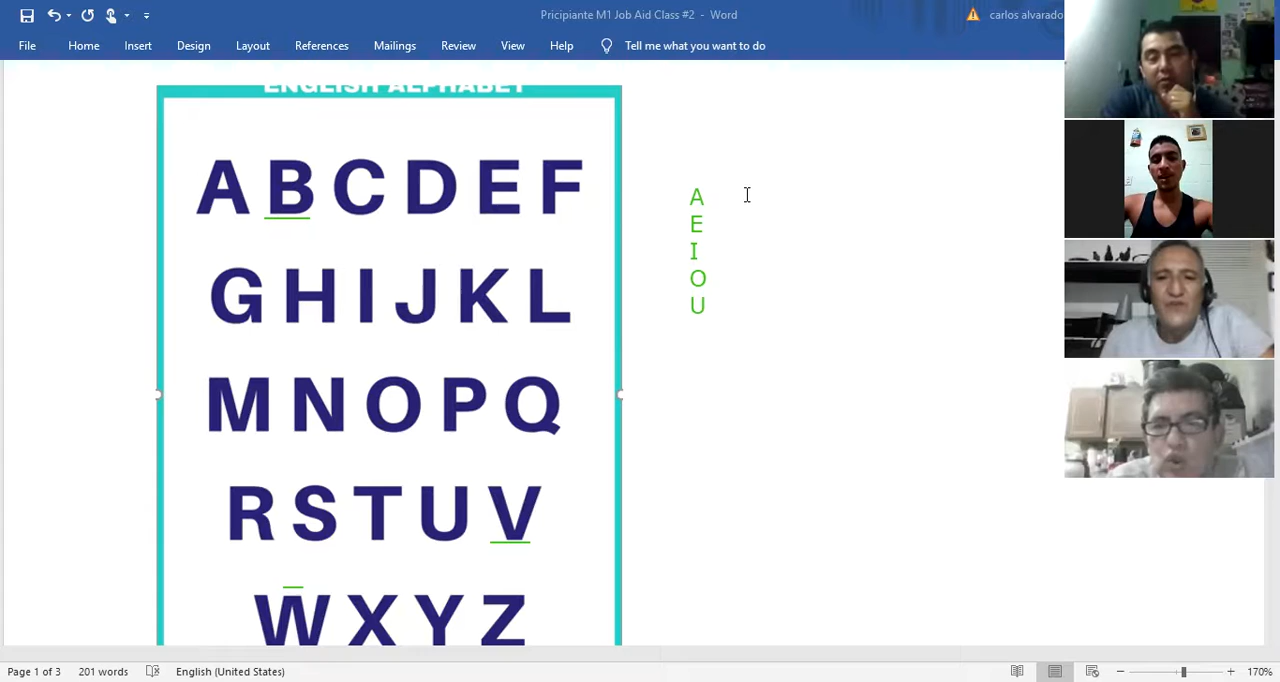 Pricipiante M1 Job Aid Class #2 - Word
carlos alvarado
File Home Insert Design Layout References Mailings Review View Help Tell me what you want to do
ENGLISH ALPHABET
A B C D E F
G H I J K L
M N O P Q
R S T U V
W X Y Z
A
E
I
O
U
Page 1 of 3 201 words English (United States) 170%